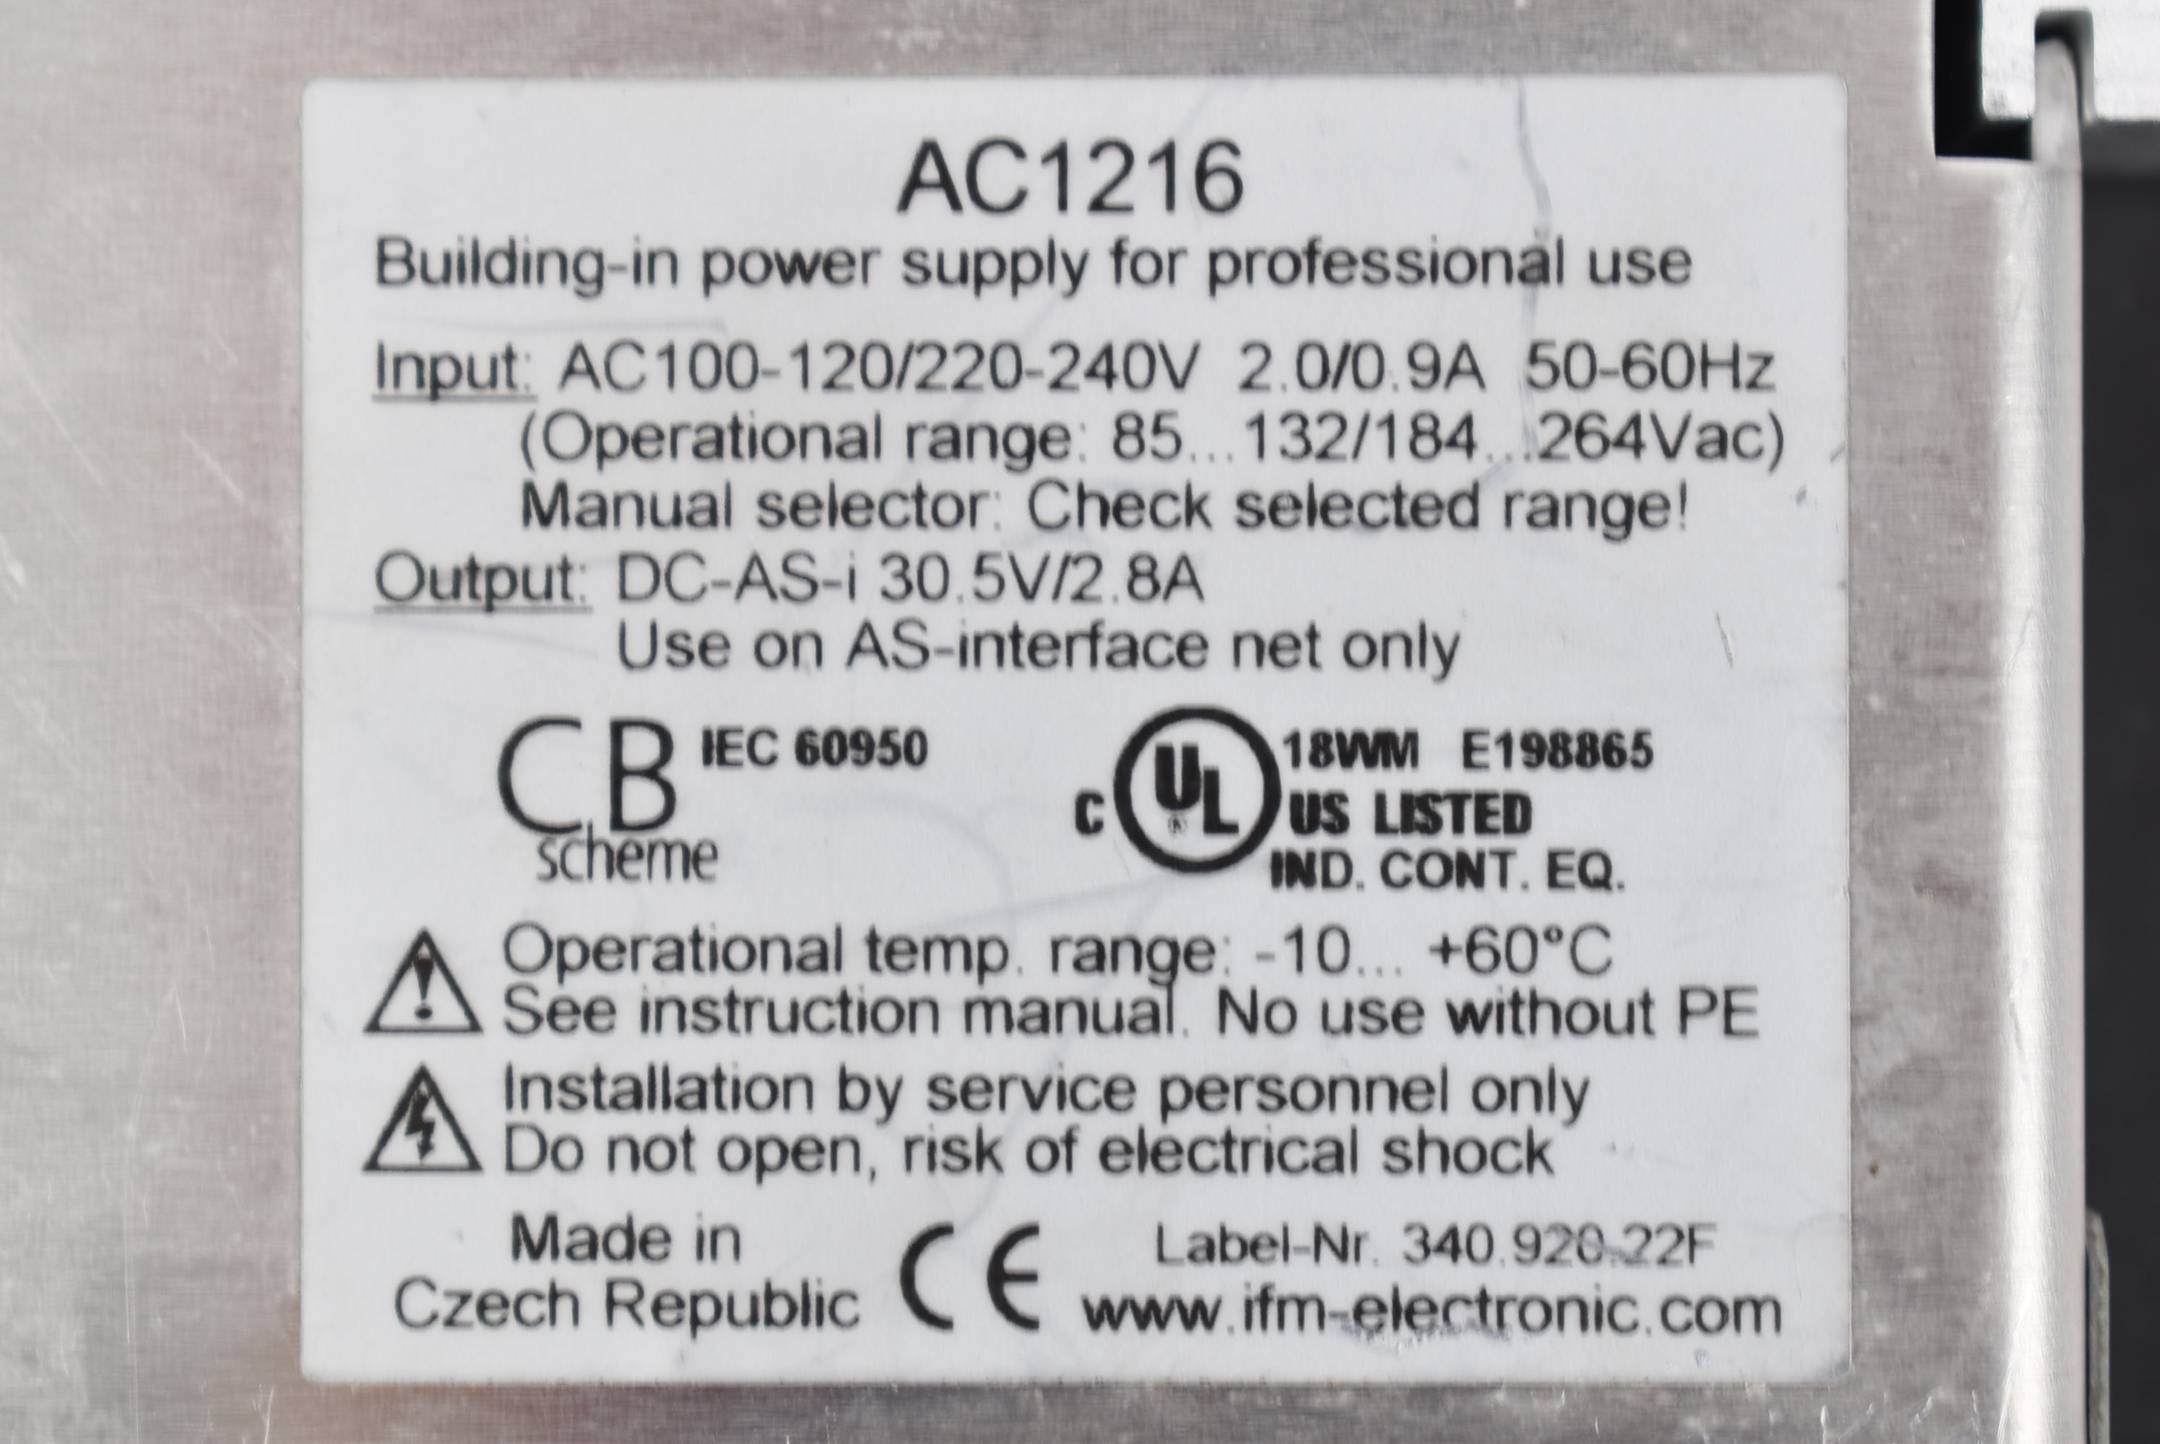 AC1216
Building-in power supply for professional use
Input: AC100-120/220-240V 2.0/0.9A 50-60Hz
(Operational range: 85...132/184...264Vac)
Manual selector: Check selected range!
Output: DC-AS-i 30.5V/2.8A
Use on AS-interface net only
CB scheme IEC 60950
C UL® US LISTED 18WM E198865
IND. CONT. EQ.
Operational temp. range: -10... +60°C
See instruction manual. No use without PE
Installation by service personnel only
Do not open, risk of electrical shock
Made in
Czech Republic
CE
Label-Nr. 340.920.22F
www.ifm-electronic.com